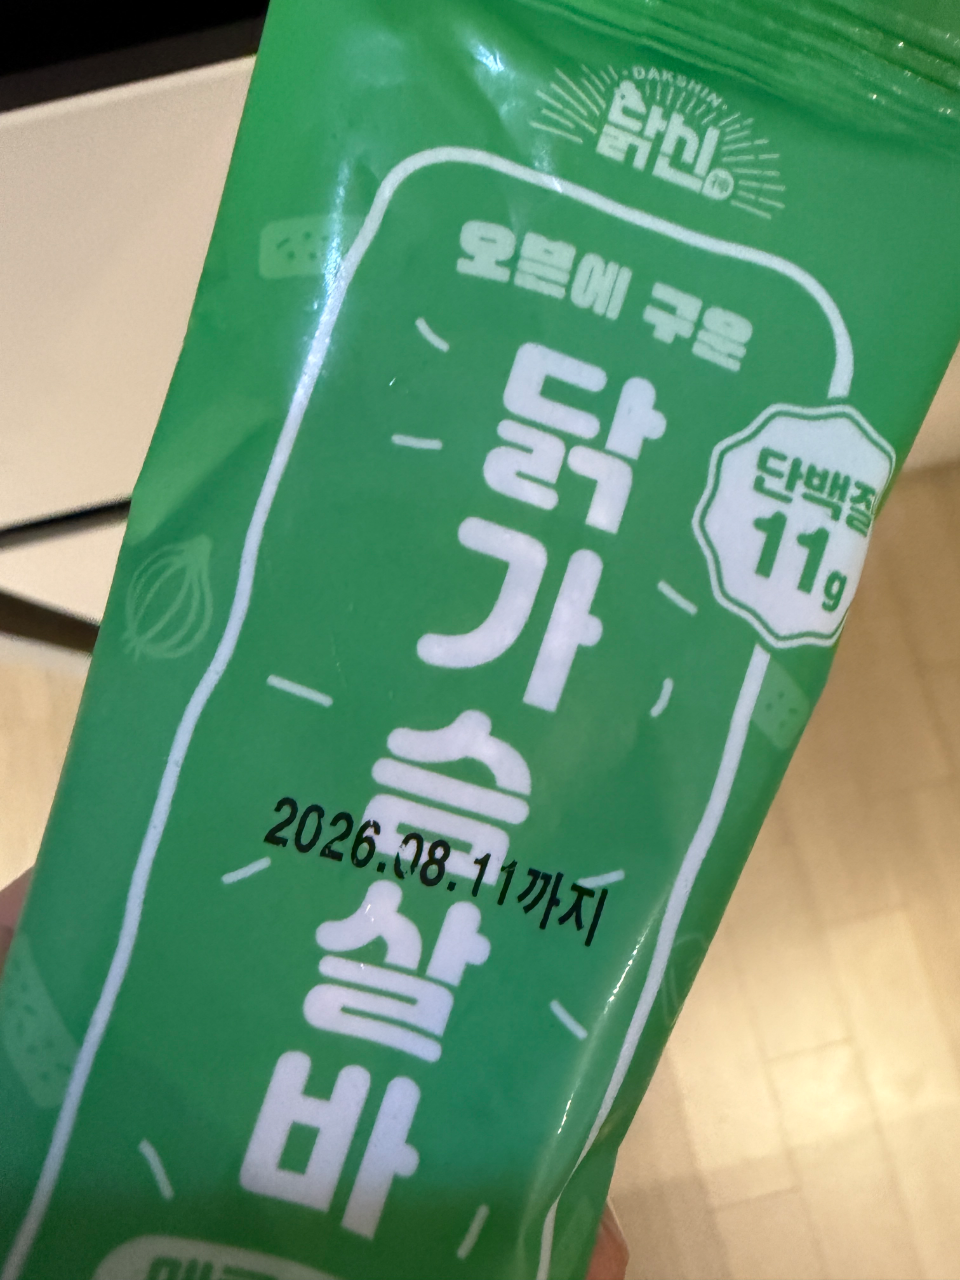 DAKSHIN
닭신
神
오븐에 구운
닭
가
슴
살
바
단백질
11g
2026.08.11까지